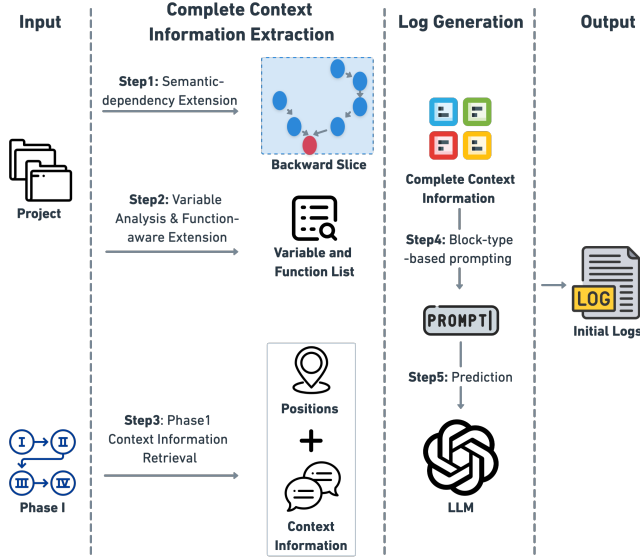 Input
Complete Context
Information Extraction
Log Generation
Output
Step1: Semantic-
dependency Extension
Backward Slice
Project
Step2: Variable
Analysis & Function-
aware Extension
Variable and
Function List
Step3: Phase1
Context Information
Retrieval
I
II
III
IV
Phase I
Positions
+
Context
Information
Complete Context
Information
Step4: Block-type
-based prompting
PROMPT
Step5: Prediction
LLM
LOG
Initial Logs